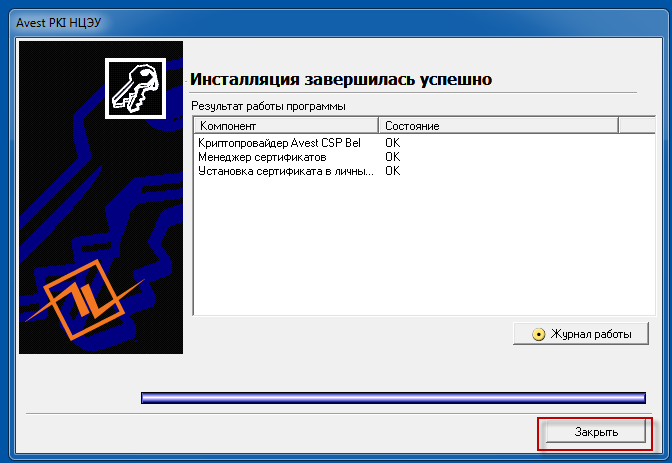 Avest PKI НЦЭУ
Инсталляция завершилась успешно
Результат работы программы
Компонент Состояние
Криптопровайдер Avest CSP Bel OK
Менеджер сертификатов OK
Установка сертификата в личны... OK
Журнал работы
Закрыть